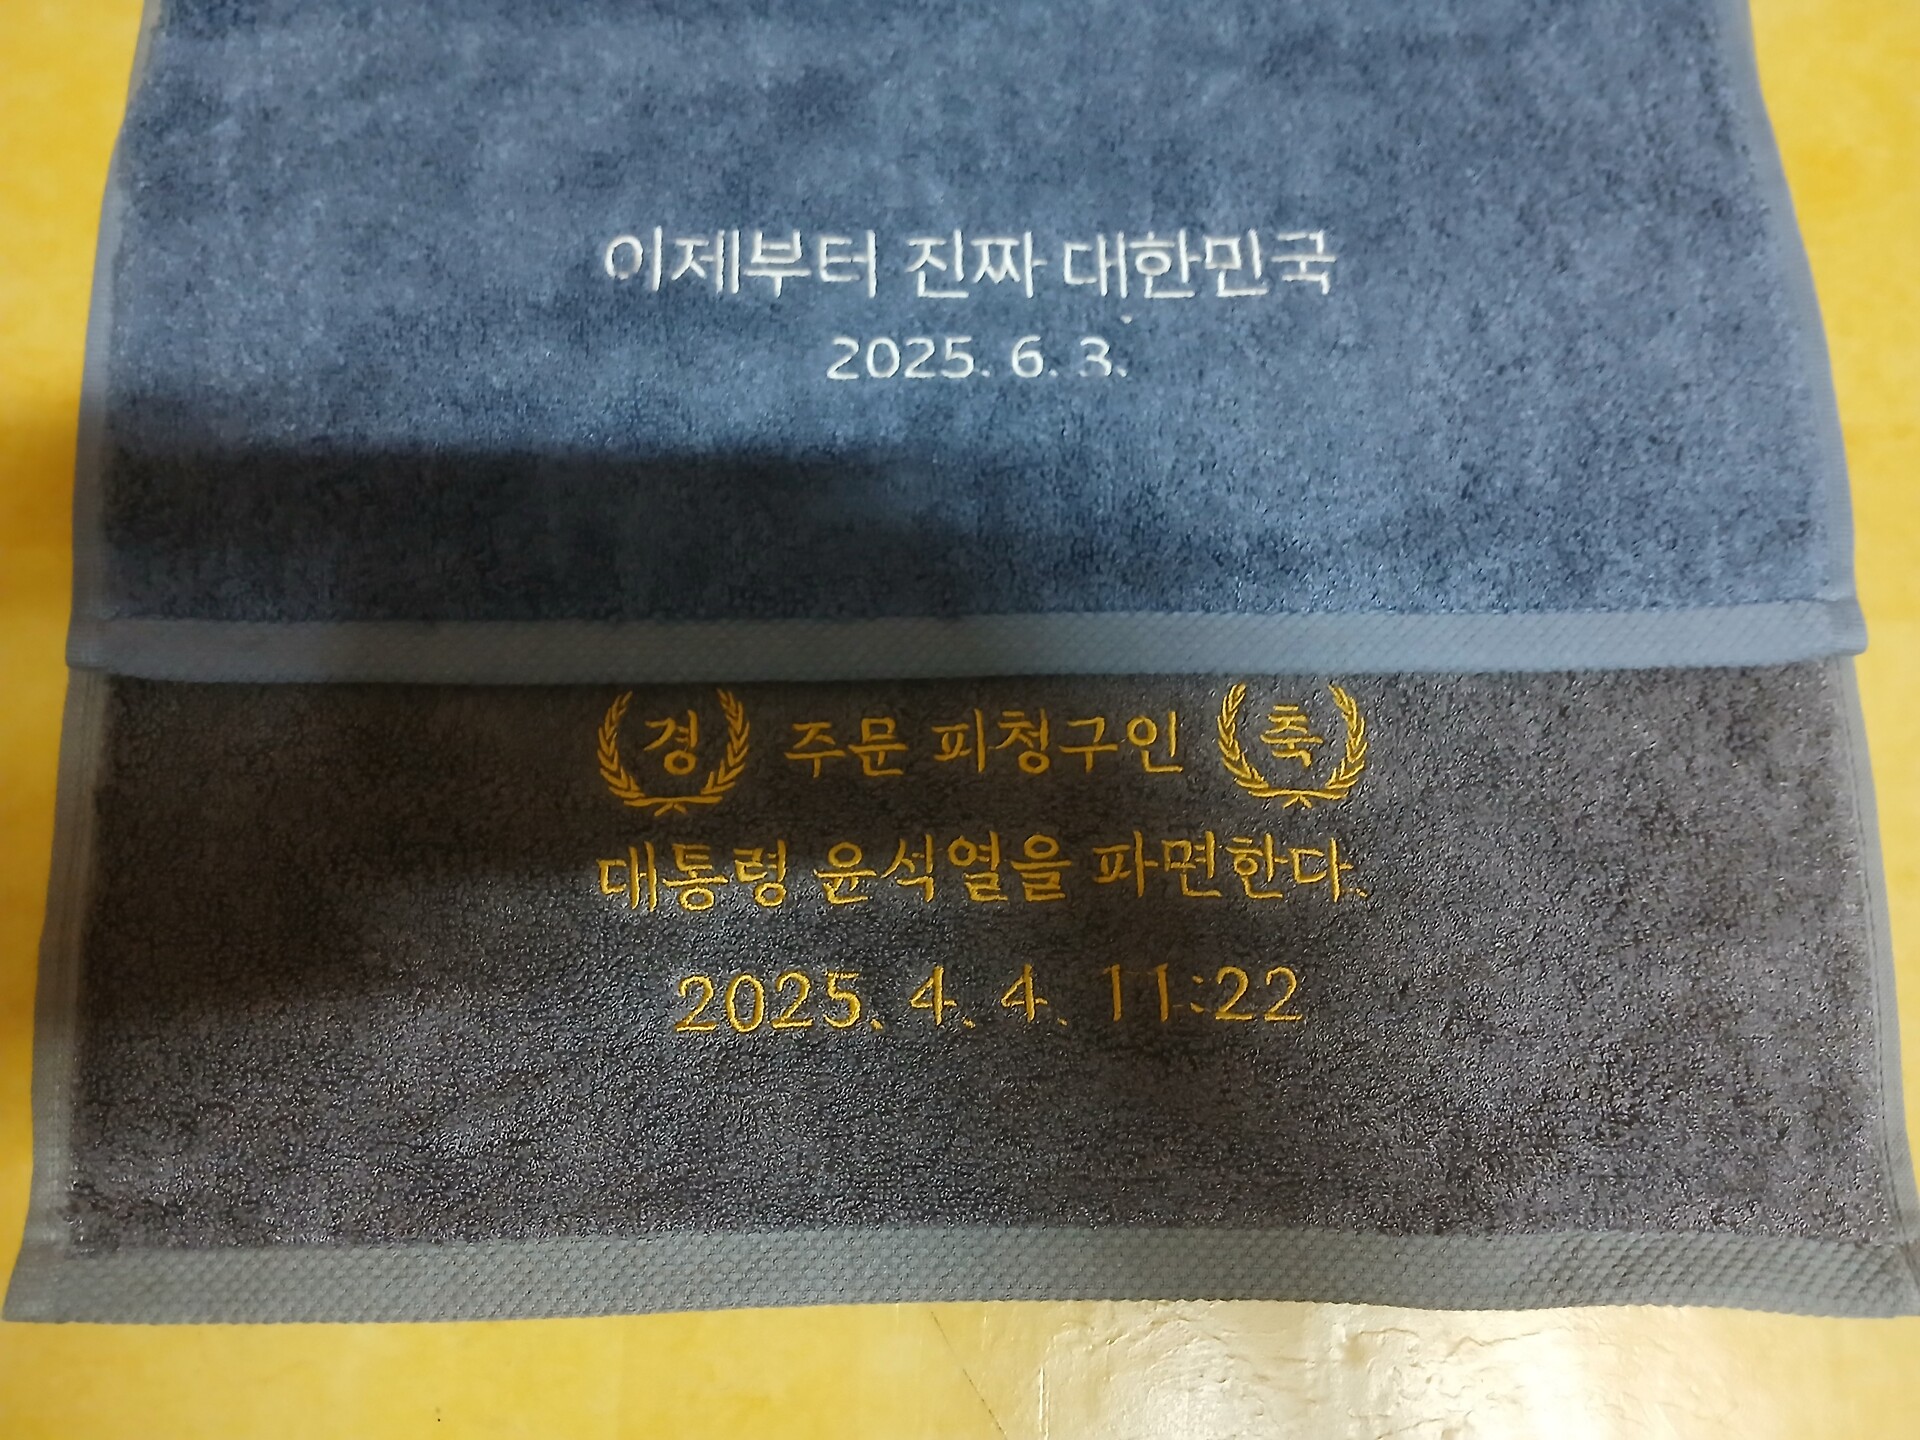 이제부터 진짜 대한민국
2025. 6. 3.
경 주문 피청구인 축
대통령 윤석열을 파면한다.
2025. 4. 4. 11:22